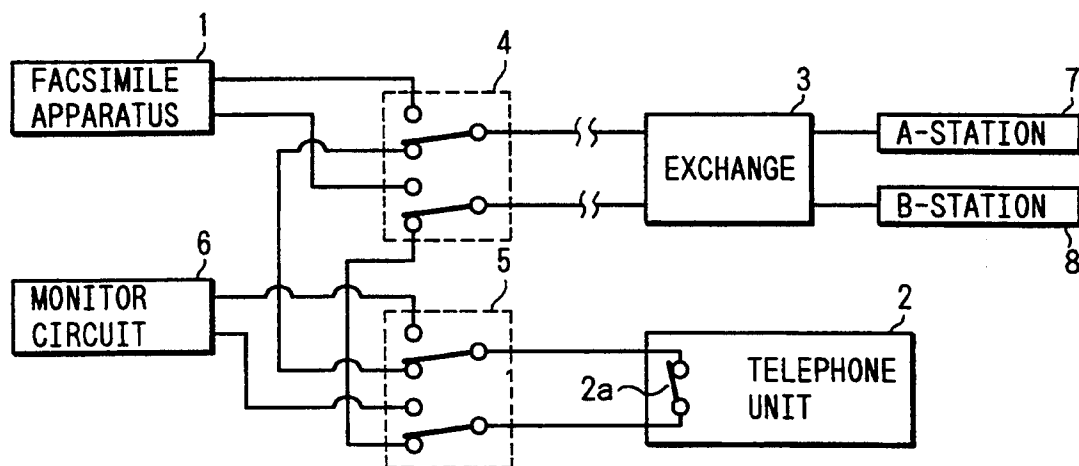 1
FACSIMILE
APPARATUS
4
3
EXCHANGE
7
A-STATION
B-STATION
8
6
MONITOR
CIRCUIT
5
2
2a
TELEPHONE
UNIT